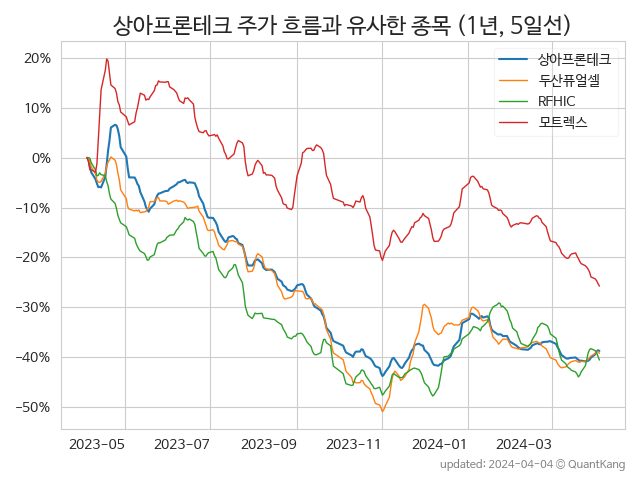 상아프론테크 주가 흐름과 유사한 종목 (1년, 5일선)
상아프론테크
두산퓨얼셀
RFHIC
모트렉스
20%
10%
0%
−10%
−20%
−30%
−40%
−50%
2023−05 2023−07 2023−09 2023−11 2024−01 2024−03
updated: 2024-04-04 © QuantKang